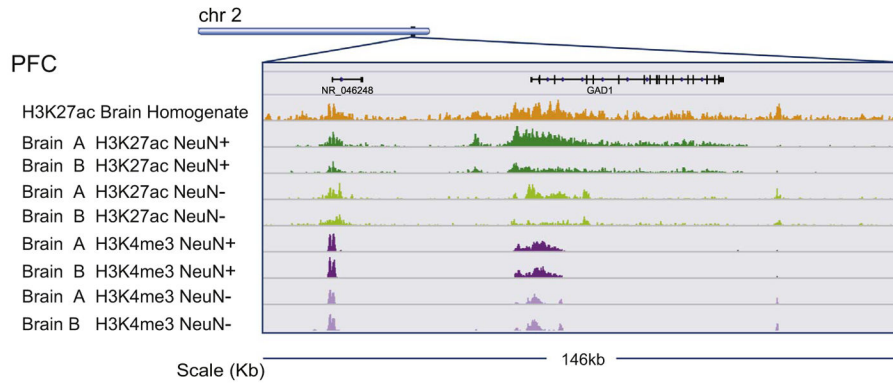 chr 2
PFC
NR_046248
GAD1
H3K27ac Brain Homogenate
Brain A H3K27ac NeuN+
Brain B H3K27ac NeuN+
Brain A H3K27ac NeuN-
Brain B H3K27ac NeuN-
Brain A H3K4me3 NeuN+
Brain B H3K4me3 NeuN+
Brain A H3K4me3 NeuN-
Brain B H3K4me3 NeuN-
146kb
Scale (Kb)